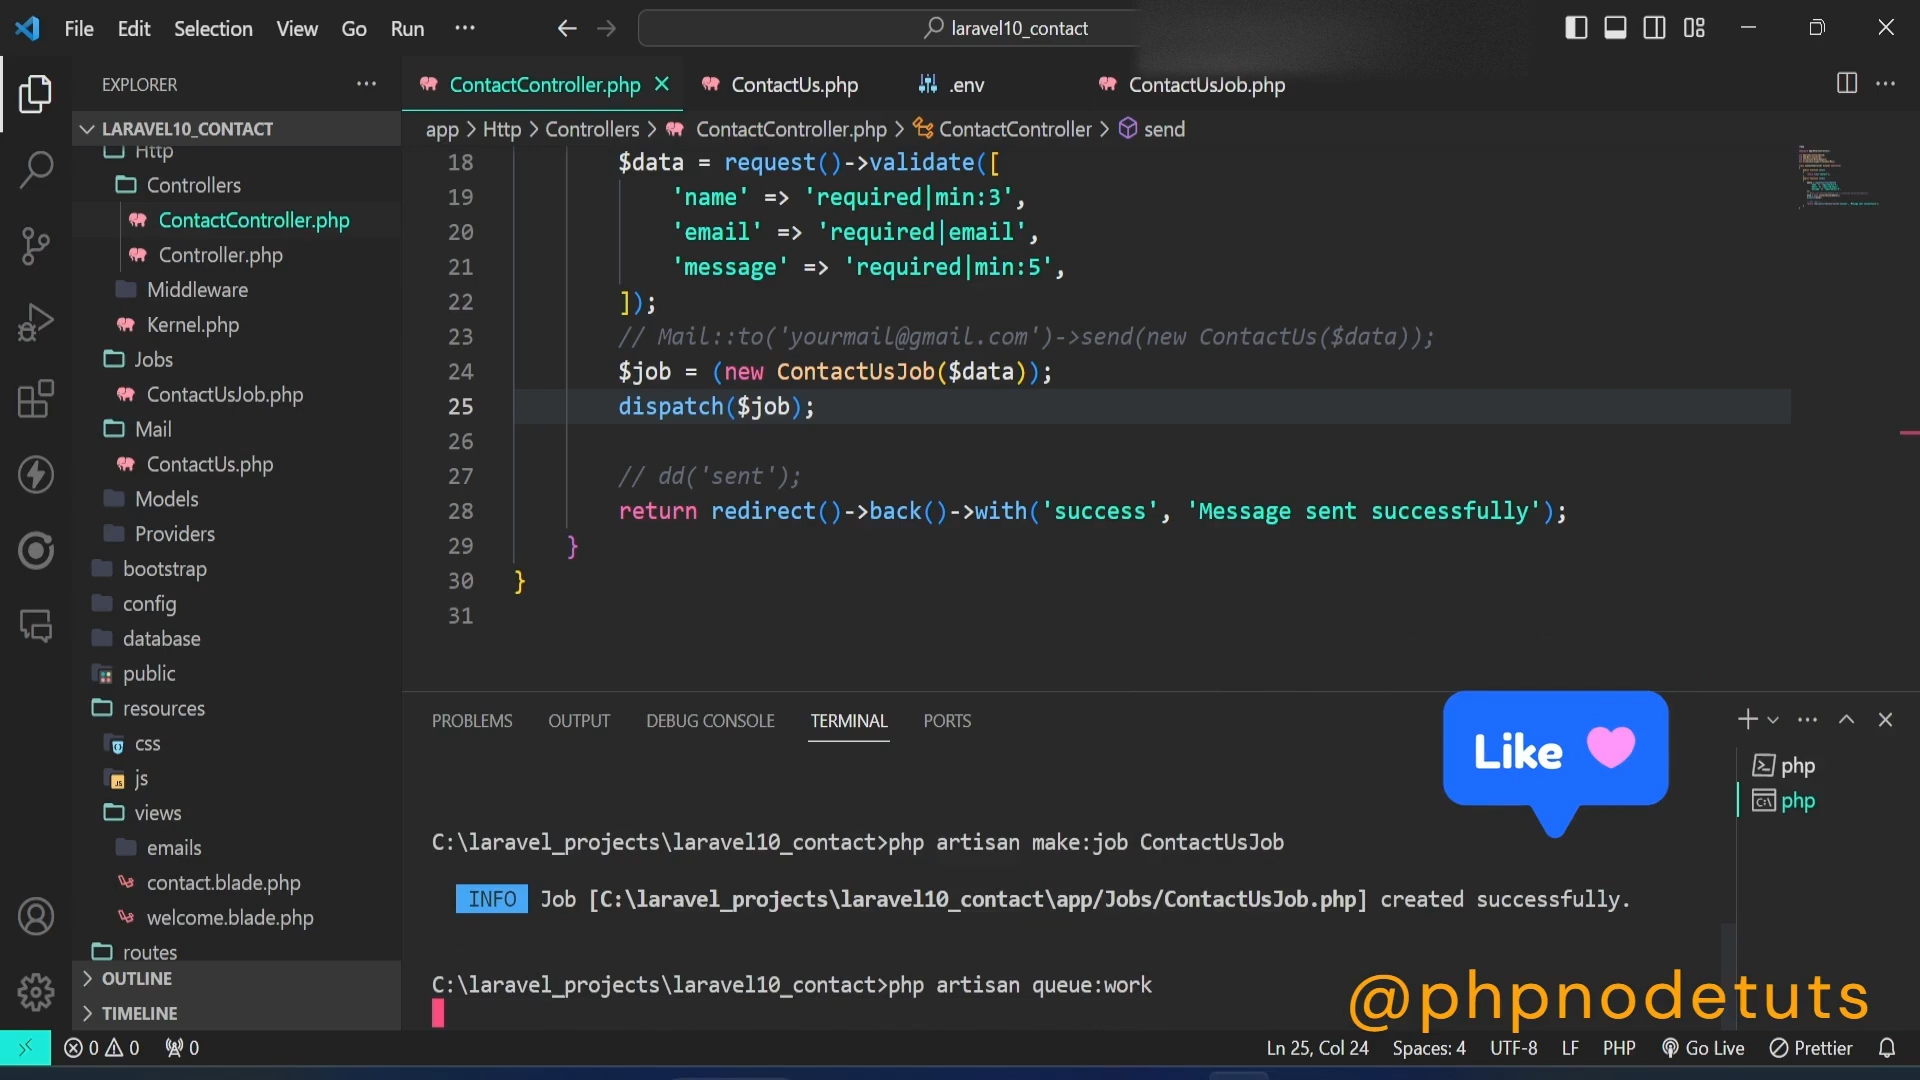 File Edit Selection View Go Run ···
laravel10_contact
EXPLORER ···
LARAVEL10_CONTACT
Http
Controllers
ContactController.php
Controller.php
Middleware
Kernel.php
Jobs
ContactUsJob.php
Mail
ContactUs.php
Models
Providers
bootstrap
config
database
public
resources
css
js
views
emails
contact.blade.php
welcome.blade.php
routes
OUTLINE
TIMELINE
ContactController.php ContactUs.php .env ContactUsJob.php
app > Http > Controllers > ContactController.php > ContactController > send
18 $data = request()->validate([
19 'name' => 'required|min:3',
20 'email' => 'required|email',
21 'message' => 'required|min:5',
22 ]);
23 // Mail::to('yourmail@gmail.com')->send(new ContactUs($data));
24 $job = (new ContactUsJob($data));
25 dispatch($job);
26
27 // dd('sent');
28 return redirect()->back()->with('success', 'Message sent successfully');
29 }
30 }
31
PROBLEMS OUTPUT DEBUG CONSOLE TERMINAL PORTS
Like
php
php
C:\laravel_projects\laravel10_contact>php artisan make:job ContactUsJob
INFO Job [C:\laravel_projects\laravel10_contact\app/Jobs/ContactUsJob.php] created successfully.
C:\laravel_projects\laravel10_contact>php artisan queue:work
@phpnodetuts
0 0 0 Ln 25, Col 24 Spaces: 4 UTF-8 LF PHP Go Live Prettier